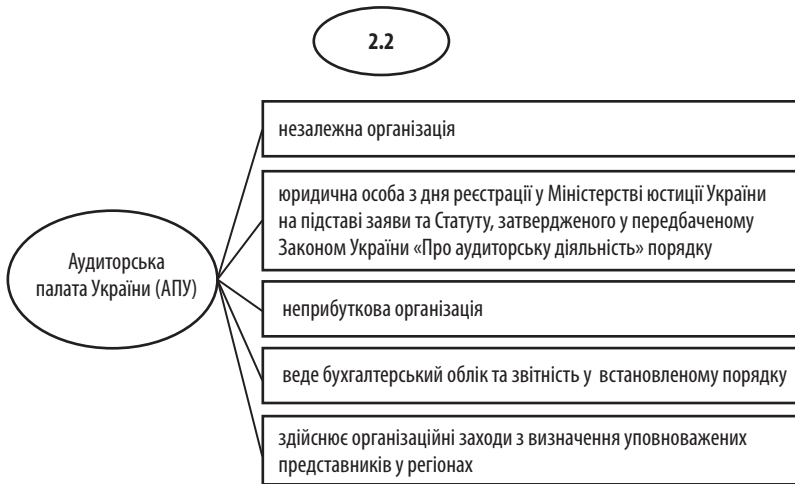 2.2
незалежна організація
юридична особа з дня реєстрації у Міністерстві юстиції України
на підставі заяви та Статуту, затвердженого у передбаченому
Законом України «Про аудиторську діяльність» порядку
Аудиторська
палата України (АПУ)
неприбуткова організація
веде бухгалтерський облік та звітність у встановленому порядку
здійснює організаційні заходи з визначення уповноважених
представників у регіонах